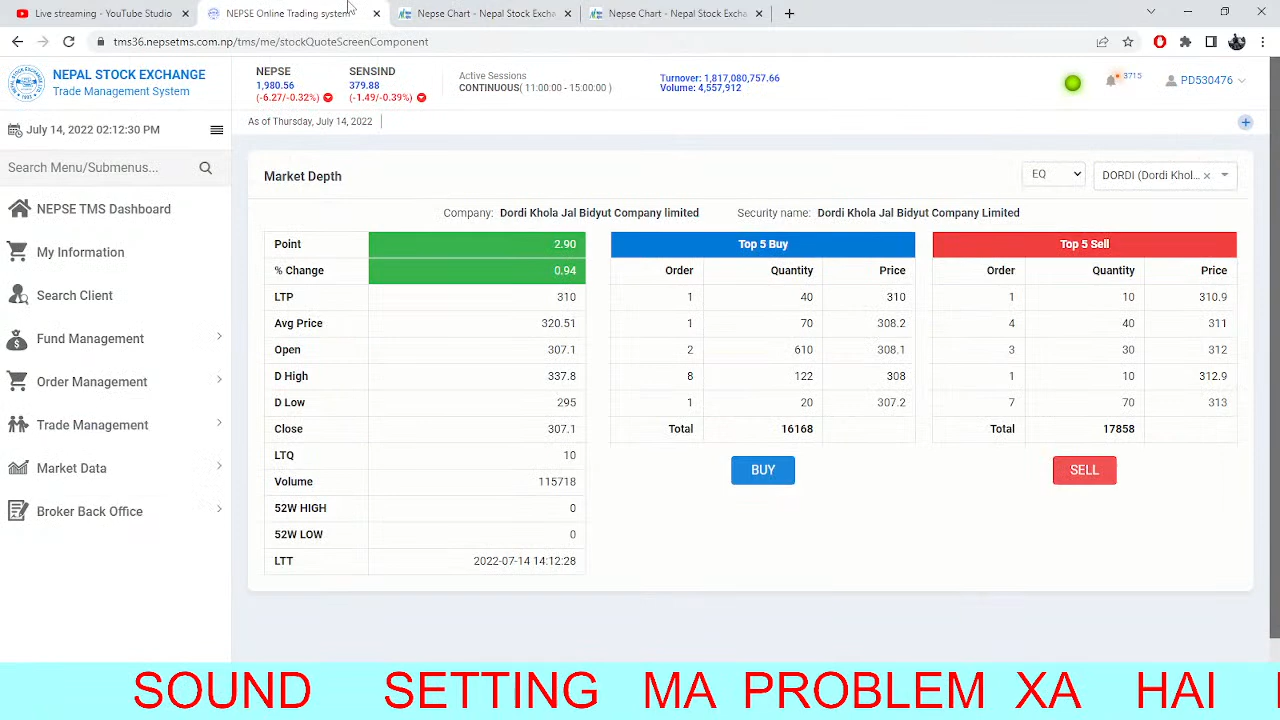 Live streaming - YouTube Studio
NEPSE Online Trading system
Nepse Chart - Nepal Stock Excha
Nepse Chart - Nepal Stock Excha
tms36.nepsetms.com.np/tms/me/stockQuoteScreenComponent
NEPAL STOCK EXCHANGE
Trade Management System
NEPSE
1,980.56
(-6.27/-0.32%)
SENSIND
379.88
(-1.49/-0.39%)
Active Sessions
CONTINUOUS( 11:00:00 - 15:00:00 )
Turnover: 1,817,080,757.66
Volume: 4,557,912
3715
PD530476
July 14, 2022 02:12:30 PM
As of Thursday, July 14, 2022
Search Menu/Submenus...
NEPSE TMS Dashboard
My Information
Search Client
Fund Management
Order Management
Trade Management
Market Data
Broker Back Office
Market Depth
EQ
DORDI (Dordi Khol...
Company: Dordi Khola Jal Bidyut Company limited
Security name: Dordi Khola Jal Bidyut Company Limited
Point 2.90
% Change 0.94
LTP 310
Avg Price 320.51
Open 307.1
D High 337.8
D Low 295
Close 307.1
LTQ 10
Volume 115718
52W HIGH 0
52W LOW 0
LTT 2022-07-14 14:12:28
Top 5 Buy
Order Quantity Price
1 40 310
1 70 308.2
2 610 308.1
8 122 308
1 20 307.2
Total 16168
BUY
Top 5 Sell
Order Quantity Price
1 10 310.9
4 40 311
3 30 312
1 10 312.9
7 70 313
Total 17858
SELL
SOUND SETTING MA PROBLEM XA HAI